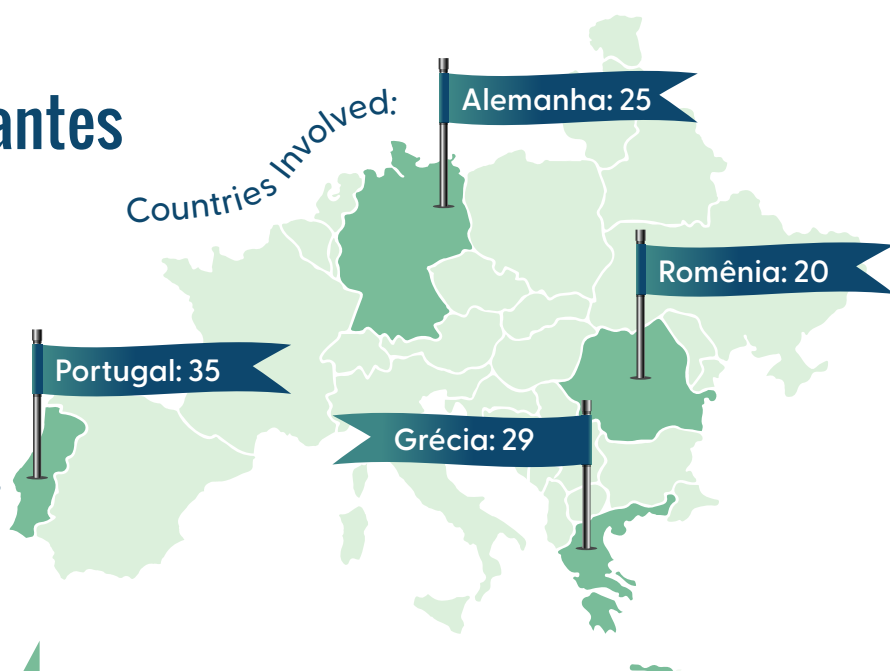 antes
Countries Involved:
Alemanha: 25
Romênia: 20
Portugal: 35
Grécia: 29